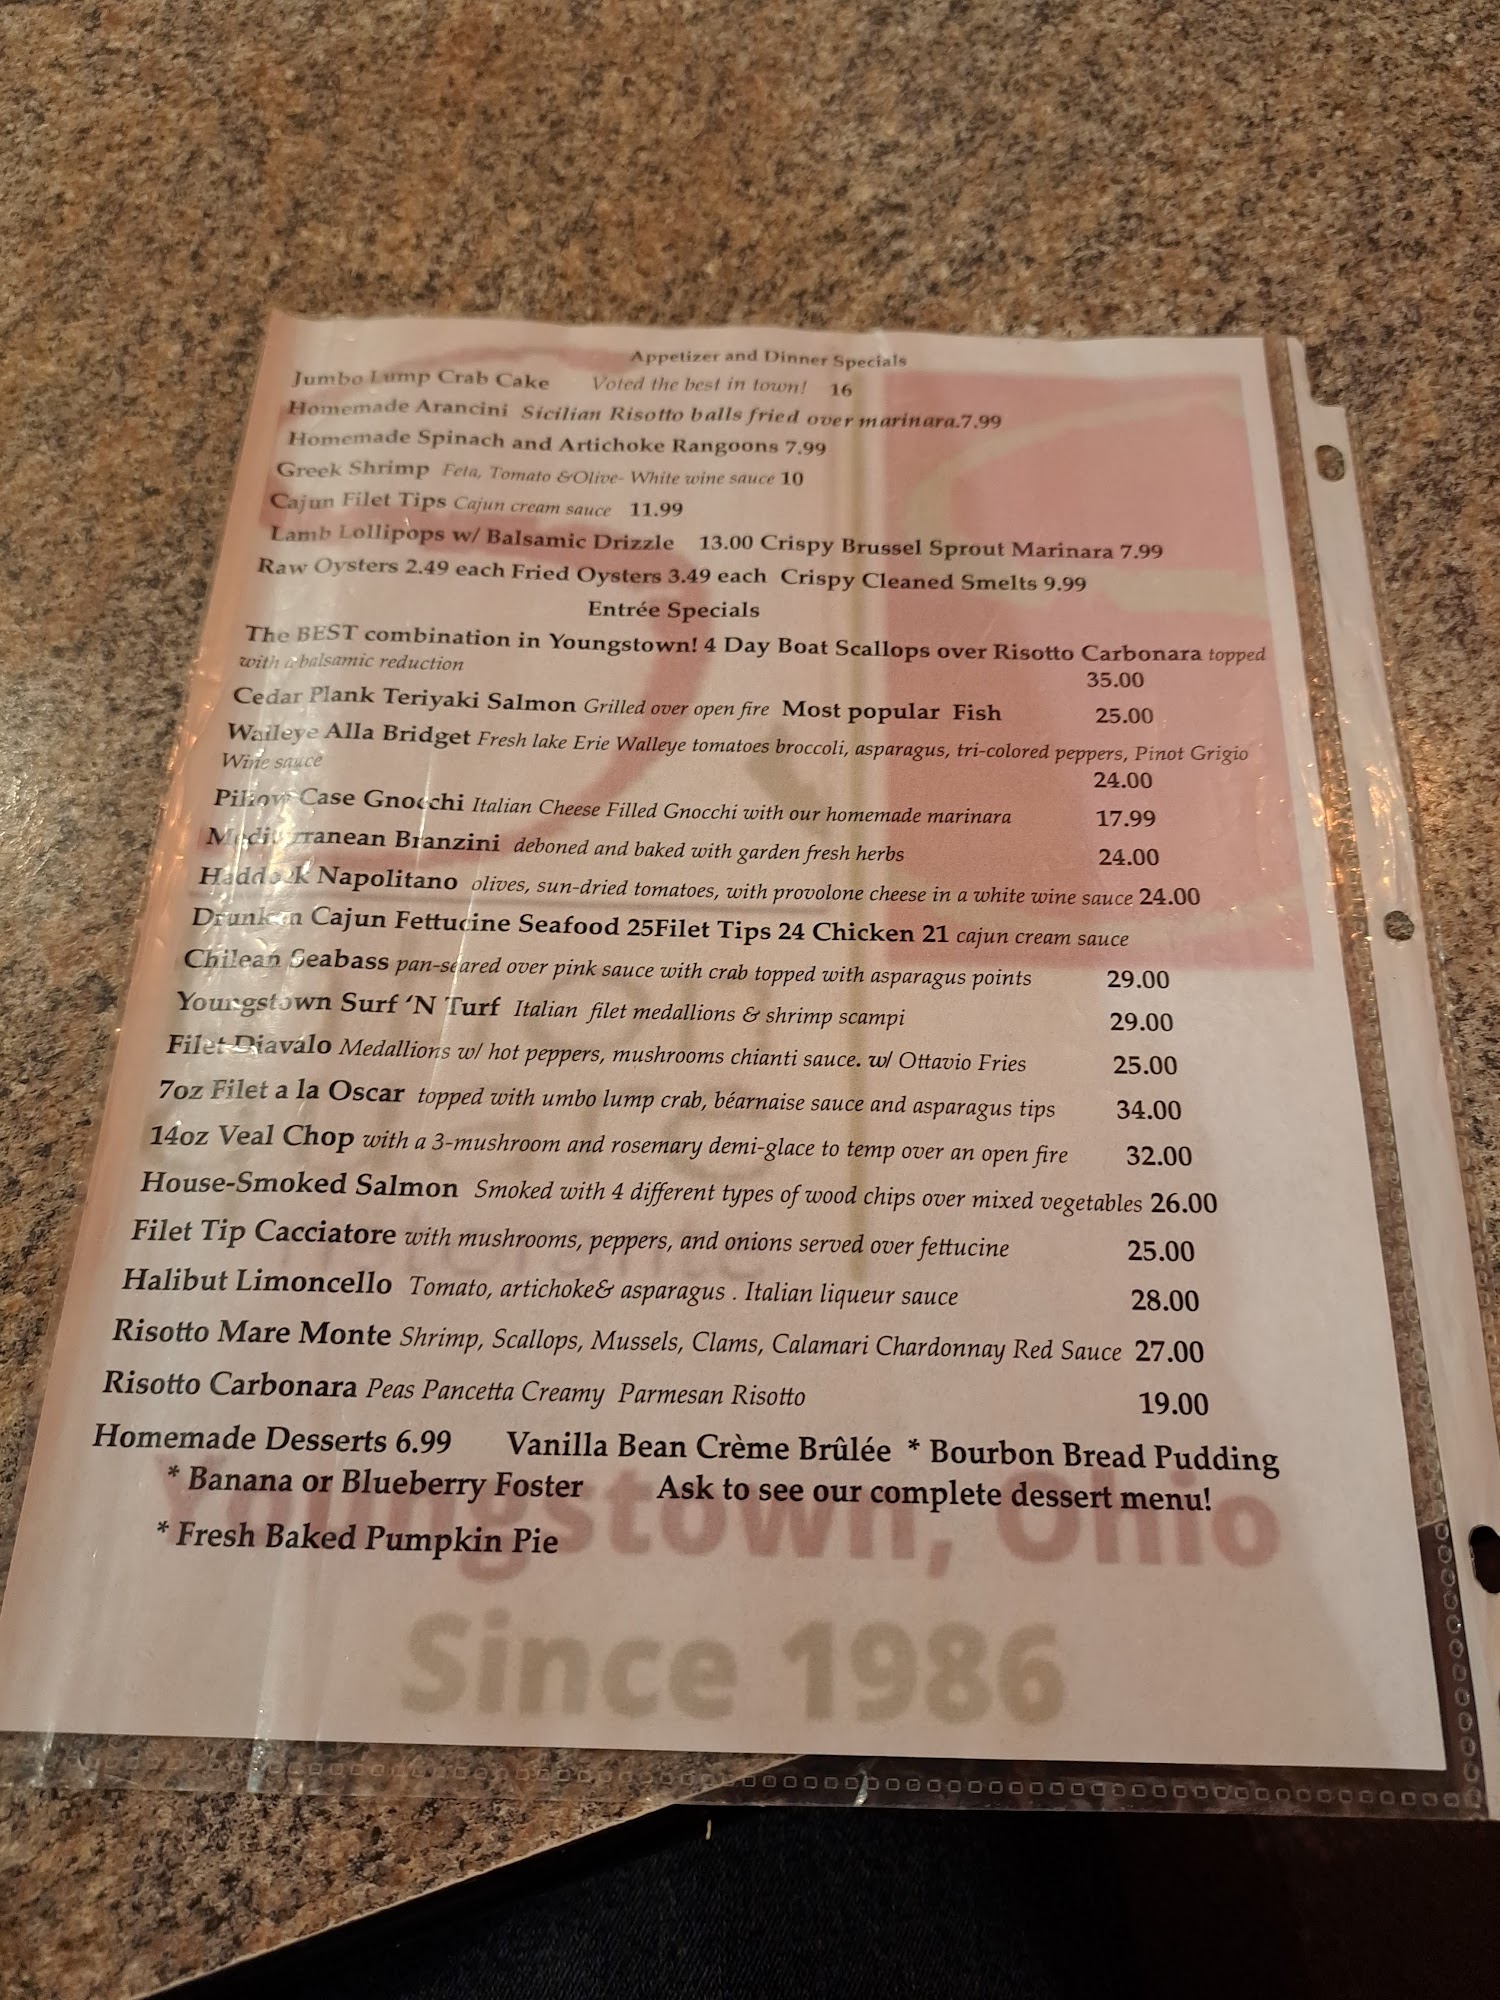 Appetizer and Dinner Specials
Jumbo Lump Crab Cake Voted the best in town! 16
Homemade Arancini Sicilian Risotto balls fried over marinara.7.99
Homemade Spinach and Artichoke Rangoons 7.99
Greek Shrimp Feta, Tomato &Olive- White wine sauce 10
Cajun Filet Tips Cajun cream sauce 11.99
Lamb Lollipops w/ Balsamic Drizzle 13.00 Crispy Brussel Sprout Marinara 7.99
Raw Oysters 2.49 each Fried Oysters 3.49 each Crispy Cleaned Smelts 9.99
Entrée Specials
The BEST combination in Youngstown! 4 Day Boat Scallops over Risotto Carbonara topped
with a balsamic reduction 35.00
Cedar Plank Teriyaki Salmon Grilled over open fire Most popular Fish 25.00
Walleye Alla Bridget Fresh lake Erie Walleye tomatoes broccoli, asparagus, tri-colored peppers, Pinot Grigio
Wine sauce 24.00
Pillow Case Gnocchi Italian Cheese Filled Gnocchi with our homemade marinara 17.99
Mediterranean Branzini deboned and baked with garden fresh herbs 24.00
Haddock Napolitano olives, sun-dried tomatoes, with provolone cheese in a white wine sauce 24.00
Drunken Cajun Fettucine Seafood 25Filet Tips 24 Chicken 21 cajun cream sauce
Chilean Seabass pan-seared over pink sauce with crab topped with asparagus points 29.00
Youngstown Surf ‘N Turf Italian filet medallions & shrimp scampi 29.00
Filet Diavalo Medallions w/ hot peppers, mushrooms chianti sauce. w/ Ottavio Fries 25.00
7oz Filet a la Oscar topped with umbo lump crab, béarnaise sauce and asparagus tips 34.00
14oz Veal Chop with a 3-mushroom and rosemary demi-glace to temp over an open fire 32.00
House-Smoked Salmon Smoked with 4 different types of wood chips over mixed vegetables 26.00
Filet Tip Cacciatore with mushrooms, peppers, and onions served over fettucine 25.00
Halibut Limoncello Tomato, artichoke& asparagus . Italian liqueur sauce 28.00
Risotto Mare Monte Shrimp, Scallops, Mussels, Clams, Calamari Chardonnay Red Sauce 27.00
Risotto Carbonara Peas Pancetta Creamy Parmesan Risotto 19.00
Homemade Desserts 6.99 Vanilla Bean Crème Brûlée * Bourbon Bread Pudding
* Banana or Blueberry Foster Ask to see our complete dessert menu!
* Fresh Baked Pumpkin Pie
Youngstown, Ohio
Since 1986